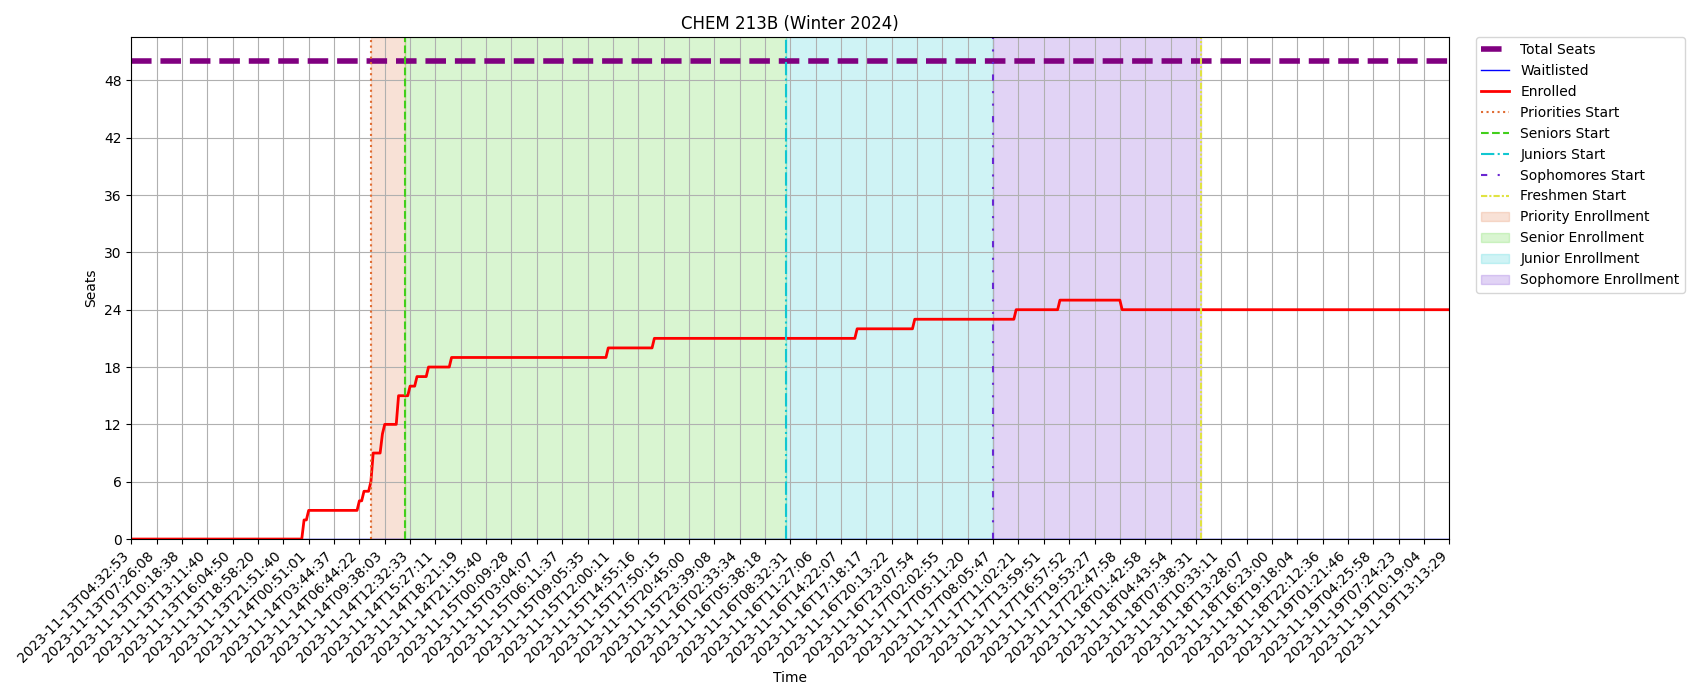 CHEM 213B (Winter 2024)
Seats
48
42
36
30
24
18
12
6
0
2023-11-13T04:32:53
2023-11-13T07:26:08
2023-11-13T10:18:38
2023-11-13T13:11:40
2023-11-13T16:04:50
2023-11-13T18:58:20
2023-11-13T21:51:40
2023-11-14T00:51:01
2023-11-14T03:44:37
2023-11-14T06:44:22
2023-11-14T09:38:03
2023-11-14T12:32:33
2023-11-14T15:27:11
2023-11-14T18:21:19
2023-11-14T21:15:40
2023-11-15T00:09:28
2023-11-15T03:04:07
2023-11-15T06:11:37
2023-11-15T09:05:35
2023-11-15T12:00:11
2023-11-15T14:55:16
2023-11-15T17:50:15
2023-11-15T20:45:00
2023-11-15T23:39:08
2023-11-16T02:33:34
2023-11-16T05:38:18
2023-11-16T08:32:31
2023-11-16T11:27:06
2023-11-16T14:22:07
2023-11-16T17:18:17
2023-11-16T20:13:22
2023-11-16T23:07:54
2023-11-17T02:02:55
2023-11-17T05:11:20
2023-11-17T08:05:47
2023-11-17T11:02:21
2023-11-17T13:59:51
2023-11-17T16:57:52
2023-11-17T19:53:27
2023-11-17T22:47:58
2023-11-18T01:42:58
2023-11-18T04:43:54
2023-11-18T07:38:31
2023-11-18T10:33:11
2023-11-18T13:28:07
2023-11-18T16:23:00
2023-11-18T19:18:04
2023-11-18T22:12:36
2023-11-19T01:21:46
2023-11-19T04:25:58
2023-11-19T07:24:23
2023-11-19T10:19:04
2023-11-19T13:13:29
Time
Total Seats
Waitlisted
Enrolled
Priorities Start
Seniors Start
Juniors Start
Sophomores Start
Freshmen Start
Priority Enrollment
Senior Enrollment
Junior Enrollment
Sophomore Enrollment